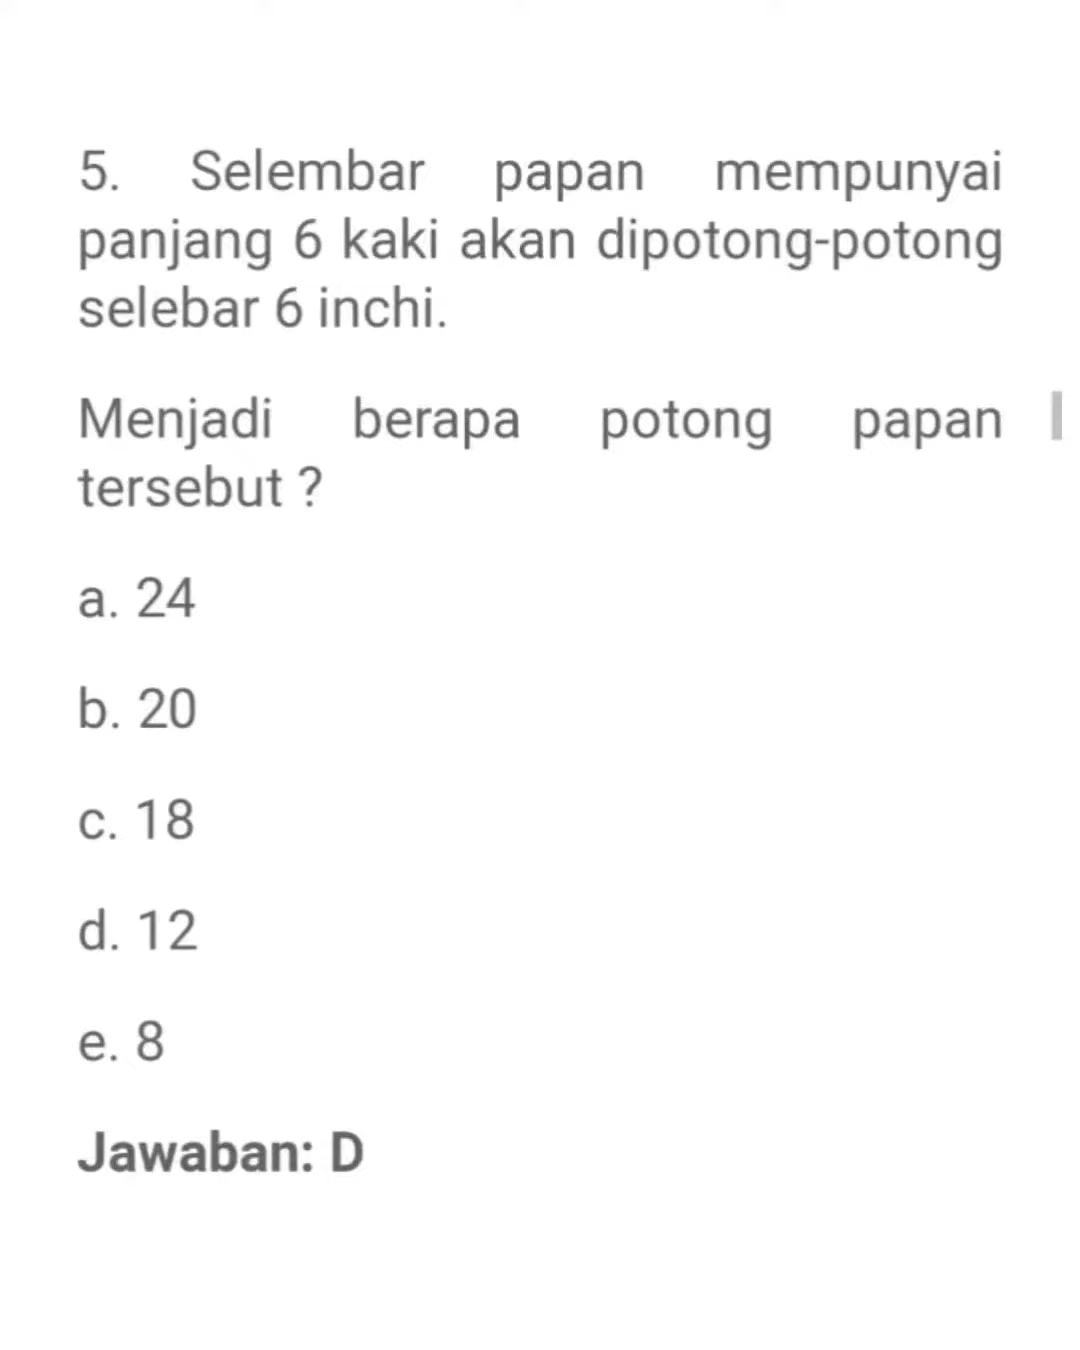 5. Selembar papan mempunyai
panjang 6 kaki akan dipotong-potong
selebar 6 inchi.
Menjadi berapa potong papan
tersebut ?
a. 24
b. 20
c. 18
d. 12
e. 8
Jawaban: D